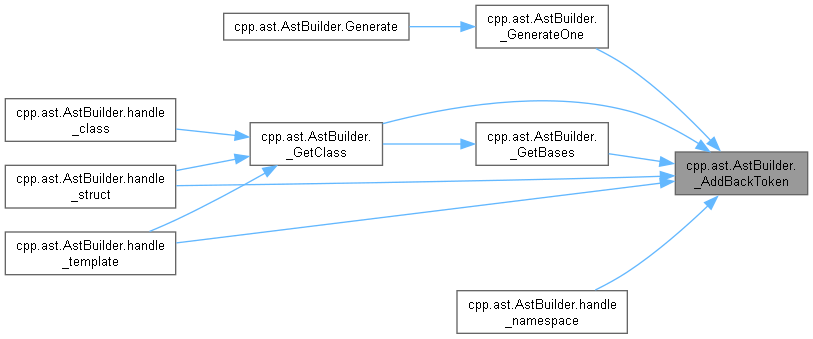 cpp.ast.AstBuilder.Generate
cpp.ast.AstBuilder.
_GenerateOne
cpp.ast.AstBuilder.handle
_class
cpp.ast.AstBuilder.
_GetClass
cpp.ast.AstBuilder.
_GetBases
cpp.ast.AstBuilder.
_AddBackToken
cpp.ast.AstBuilder.handle
_struct
cpp.ast.AstBuilder.handle
_template
cpp.ast.AstBuilder.handle
_namespace